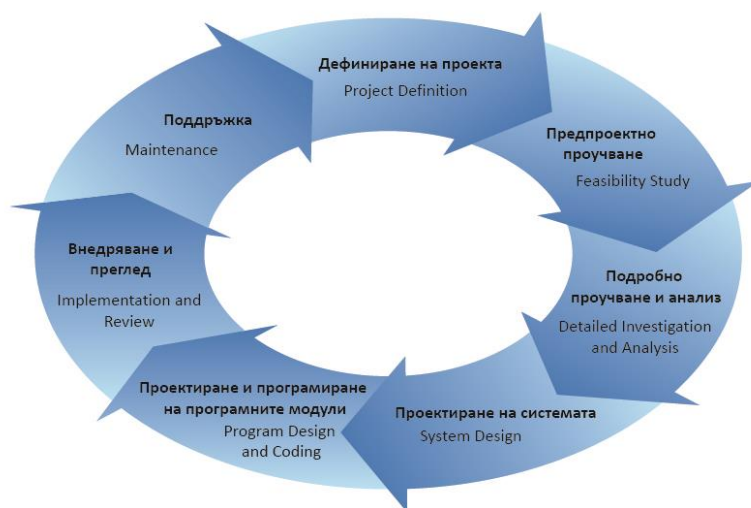 Дефиниране на проекта
Project Definition
Предпроектно
проучване
Feasibility Study
Подробно
проучване и анализ
Detailed Investigation
and Analysis
Проектиране на системата
System Design
Проектиране и програмиране
на програмните модули
Program Design
and Coding
Внедряване и
преглед
Implementation and
Review
Поддръжка
Maintenance